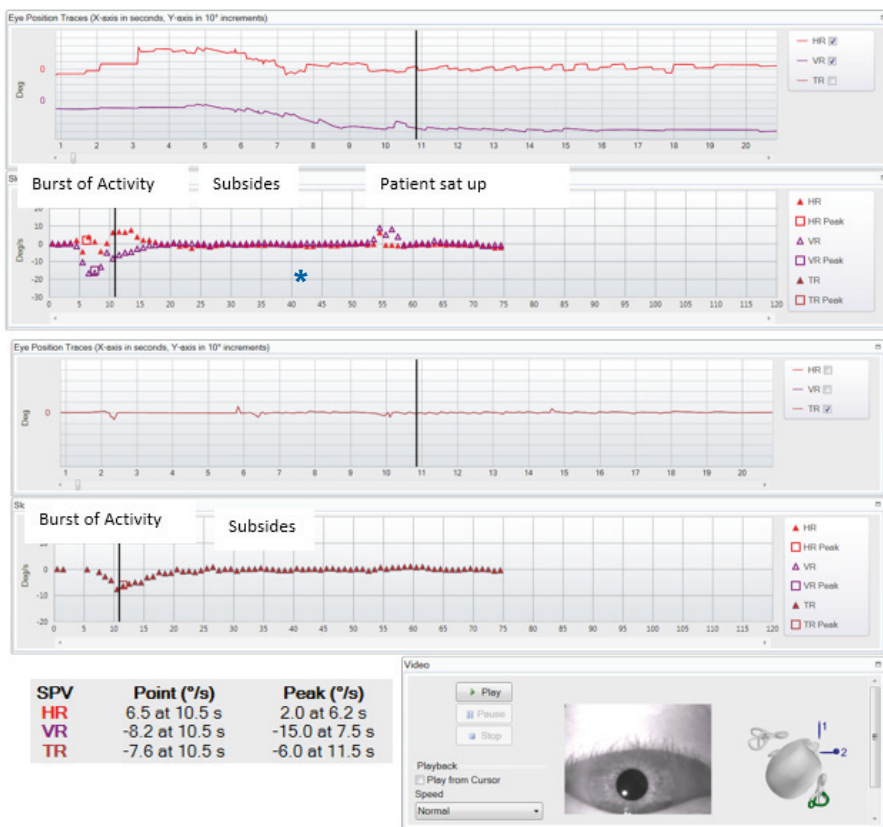 Eye Position Traces (X-axis in seconds, Y-axis in 10° increments)
Deg
0
0
1 2 3 4 5 6 7 8 9 10 11 12 13 14 15 16 17 18 19 20
HR
VR
TR
Burst of Activity Subsides Patient sat up
Deg/s
10
0
-10
-20
-30
*
0 5 10 15 20 25 30 35 40 45 50 55 60 65 70 75 80 85 90 95 100 105 110 115 120
HR
HR Peak
VR
VR Peak
TR
TR Peak
Eye Position Traces (X-axis in seconds, Y-axis in 10° increments)
Deg
0
1 2 3 4 5 6 7 8 9 10 11 12 13 14 15 16 17 18 19 20
HR
VR
TR
Burst of Activity Subsides
Deg/s
0
-10
-20
0 5 10 15 20 25 30 35 40 45 50 55 60 65 70 75 80 85 90 95 100 105 110 115 120
HR
HR Peak
VR
VR Peak
TR
TR Peak
SPV Point (°/s) Peak (°/s)
HR 6.5 at 10.5 s 2.0 at 6.2 s
VR -8.2 at 10.5 s -15.0 at 7.5 s
TR -7.6 at 10.5 s -6.0 at 11.5 s
Video
Play
Pause
Stop
Playback
Play from Cursor
Speed
Normal
1
2